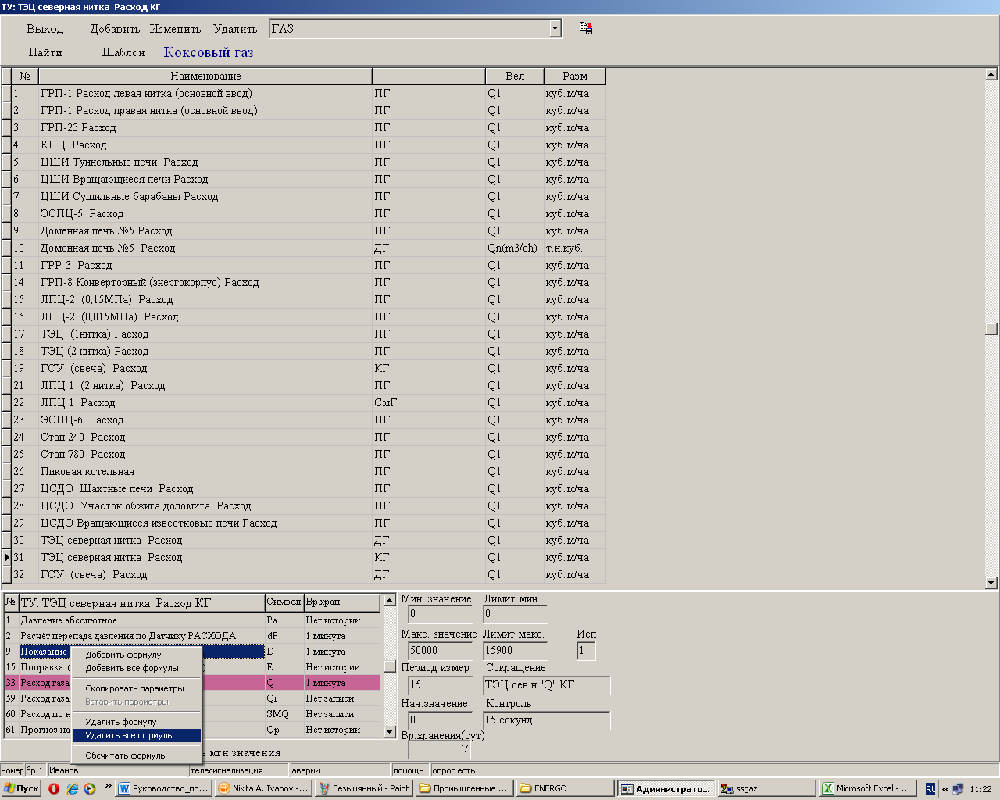 ТУ: ТЭЦ северная нитка Расход КГ
Выход Добавить Изменить Удалить ГАЗ
Найти Шаблон Коксовый газ
№ Наименование Вел Разм
1 ГРП-1 Расход левая нитка (основной ввод) ПГ Q1 куб.м/ча
2 ГРП-1 Расход правая нитка (основной ввод) ПГ Q1 куб.м/ча
3 ГРП-23 Расход ПГ Q1 куб.м/ча
4 КПЦ Расход ПГ Q1 куб.м/ча
5 ЦШИ Туннельные печи Расход ПГ Q1 куб.м/ча
6 ЦШИ Вращающиеся печи Расход ПГ Q1 куб.м/ча
7 ЦШИ Сушильные барабаны Расход ПГ Q1 куб.м/ча
8 ЭСПЦ-5 Расход ПГ Q1 куб.м/ча
9 Доменная печь №5 Расход ПГ Q1 куб.м/ча
10 Доменная печь №5 Расход ДГ Qn(m3/ch) т.н.куб.
11 ГРР-3 Расход ПГ Q1 куб.м/ча
14 ГРП-8 Конверторный (энергокорпус) Расход ПГ Q1 куб.м/ча
15 ЛПЦ-2 (0,15МПа) Расход ПГ Q1 куб.м/ча
16 ЛПЦ-2 (0,015МПа) Расход ПГ Q1 куб.м/ча
17 ТЭЦ (1нитка) Расход ПГ Q1 куб.м/ча
18 ТЭЦ (2 нитка) Расход ПГ Q1 куб.м/ча
19 ГСУ (свеча) Расход КГ Q1 куб.м/ча
21 ЛПЦ 1 (2 нитка) Расход ПГ Q1 куб.м/ча
22 ЛПЦ 1 Расход СмГ Q1 куб.м/ча
23 ЭСПЦ-6 Расход ПГ Q1 куб.м/ча
24 Стан 240 Расход ПГ Q1 куб.м/ча
25 Стан 780 Расход ПГ Q1 куб.м/ча
26 Пиковая котельная ПГ Q1 куб.м/ча
27 ЦСДО Шахтные печи Расход ПГ Q1 куб.м/ча
28 ЦСДО Участок обжига доломита Расход ПГ Q1 куб.м/ча
29 ЦСДО Вращающиеся известковые печи Расход ПГ Q1 куб.м/ча
30 ТЭЦ северная нитка Расход ДГ Q1 куб.м/ча
31 ТЭЦ северная нитка Расход КГ Q1 куб.м/ча
32 ГСУ (свеча) Расход ДГ Q1 куб.м/ча
№ ТУ: ТЭЦ северная нитка Расход КГ Символ Вр.хран
1 Давление абсолютное Pa Нет истории
2 Расчёт перепада давления по Датчику РАСХОДА dP 1 минута
9 Показание D 1 минута
15 Поправка ( ) E Нет истории
33 Расход газа Q 1 минута
59 Расход газа Qi Нет записи
60 Расход по н SMQ Нет записи
61 Прогноз на Qp Нет истории
мгн.значения
Добавить формулу
Добавить все формулы
Скопировать параметры
Вставить параметры
Удалить формулу
Удалить все формулы
Обсчитать формулы
Мин. значение Лимит мин.
0 0
Макс. значение Лимит макс. Исп
50000 15900 1
Период измер Сокращение
15 ТЭЦ сев.н."Q" КГ
Нач.значение Контроль
0 15 секунд
Вр.хранения(сут)
7
номер бр.1 Иванов телесигнализация аварии помощь опрос есть
Пуск » Руководство_по... Nikita A. Ivanov -... Безымянный - Paint Промышленные ... ENERGO Администрато... ssgaz Microsoft Excel - ... RL « 11:22